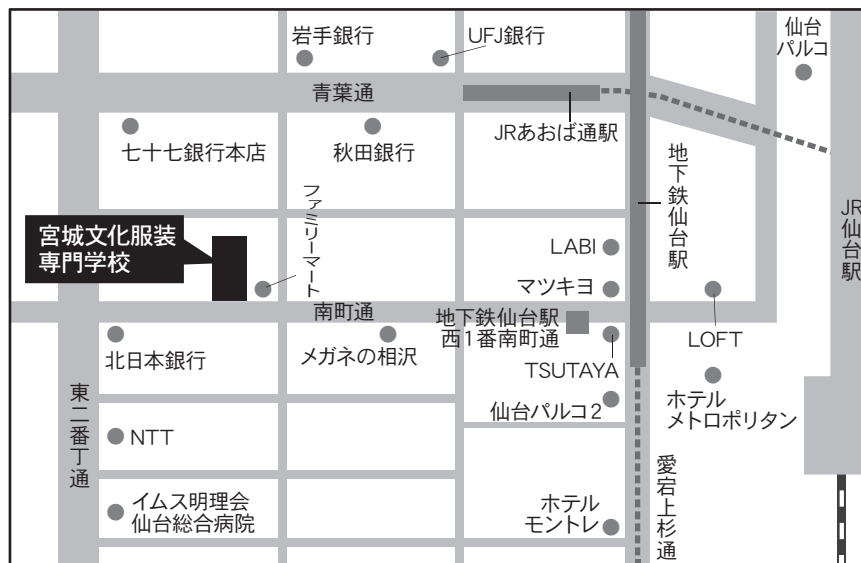 岩手銀行
UFJ銀行
仙台
パルコ
青葉通
JRあおば通駅
七十七銀行本店
秋田銀行
地下鉄仙台駅
ファミリーマート
JR仙台駅
宮城文化服装
専門学校
LABI
マツキヨ
南町通
地下鉄仙台駅
西1番南町通
LOFT
北日本銀行
メガネの相沢
TSUTAYA
東二番丁通
仙台パルコ2
ホテル
メトロポリタン
NTT
愛宕上杉通
イムス明理会
仙台総合病院
ホテル
モントレ